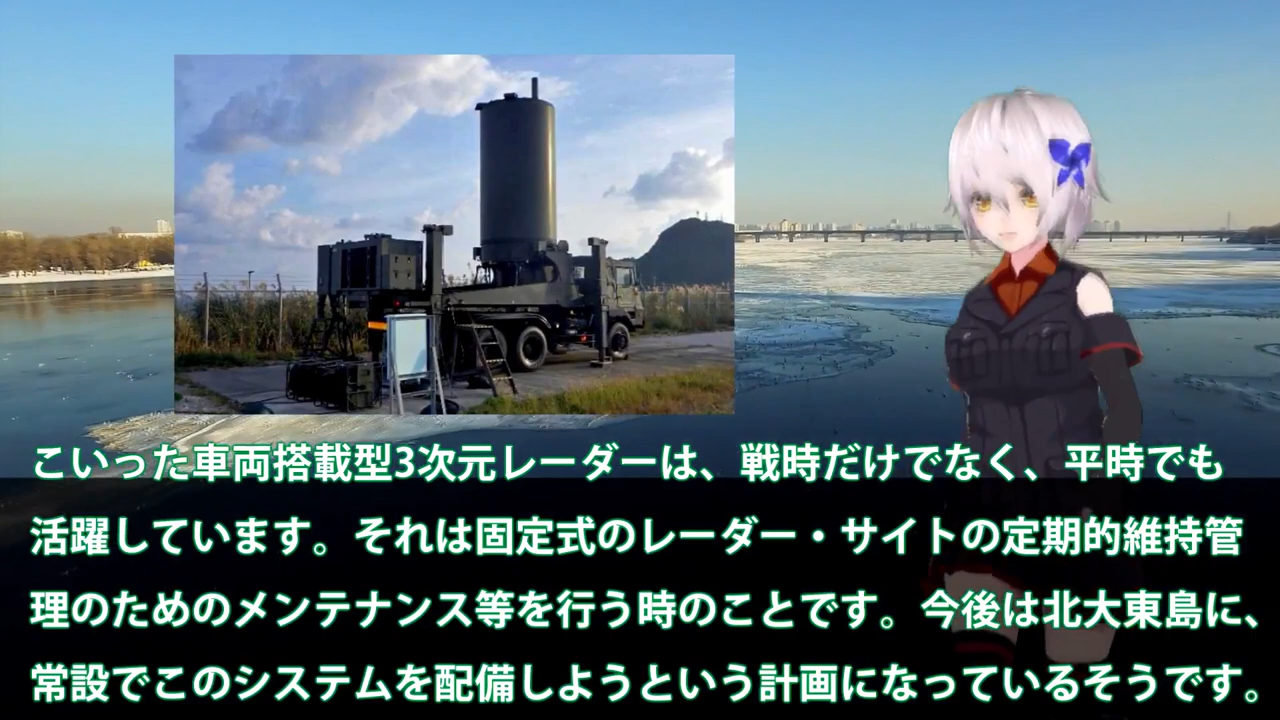 こいった車両搭載型3次元レーダーは、戦時だけでなく、平時でも
活躍しています。それは固定式のレーダー・サイトの定期的維持管
理のためのメンテナンス等を行う時のことです。今後は北大東島に、
常設でこのシステムを配備しようという計画になっているそうです。